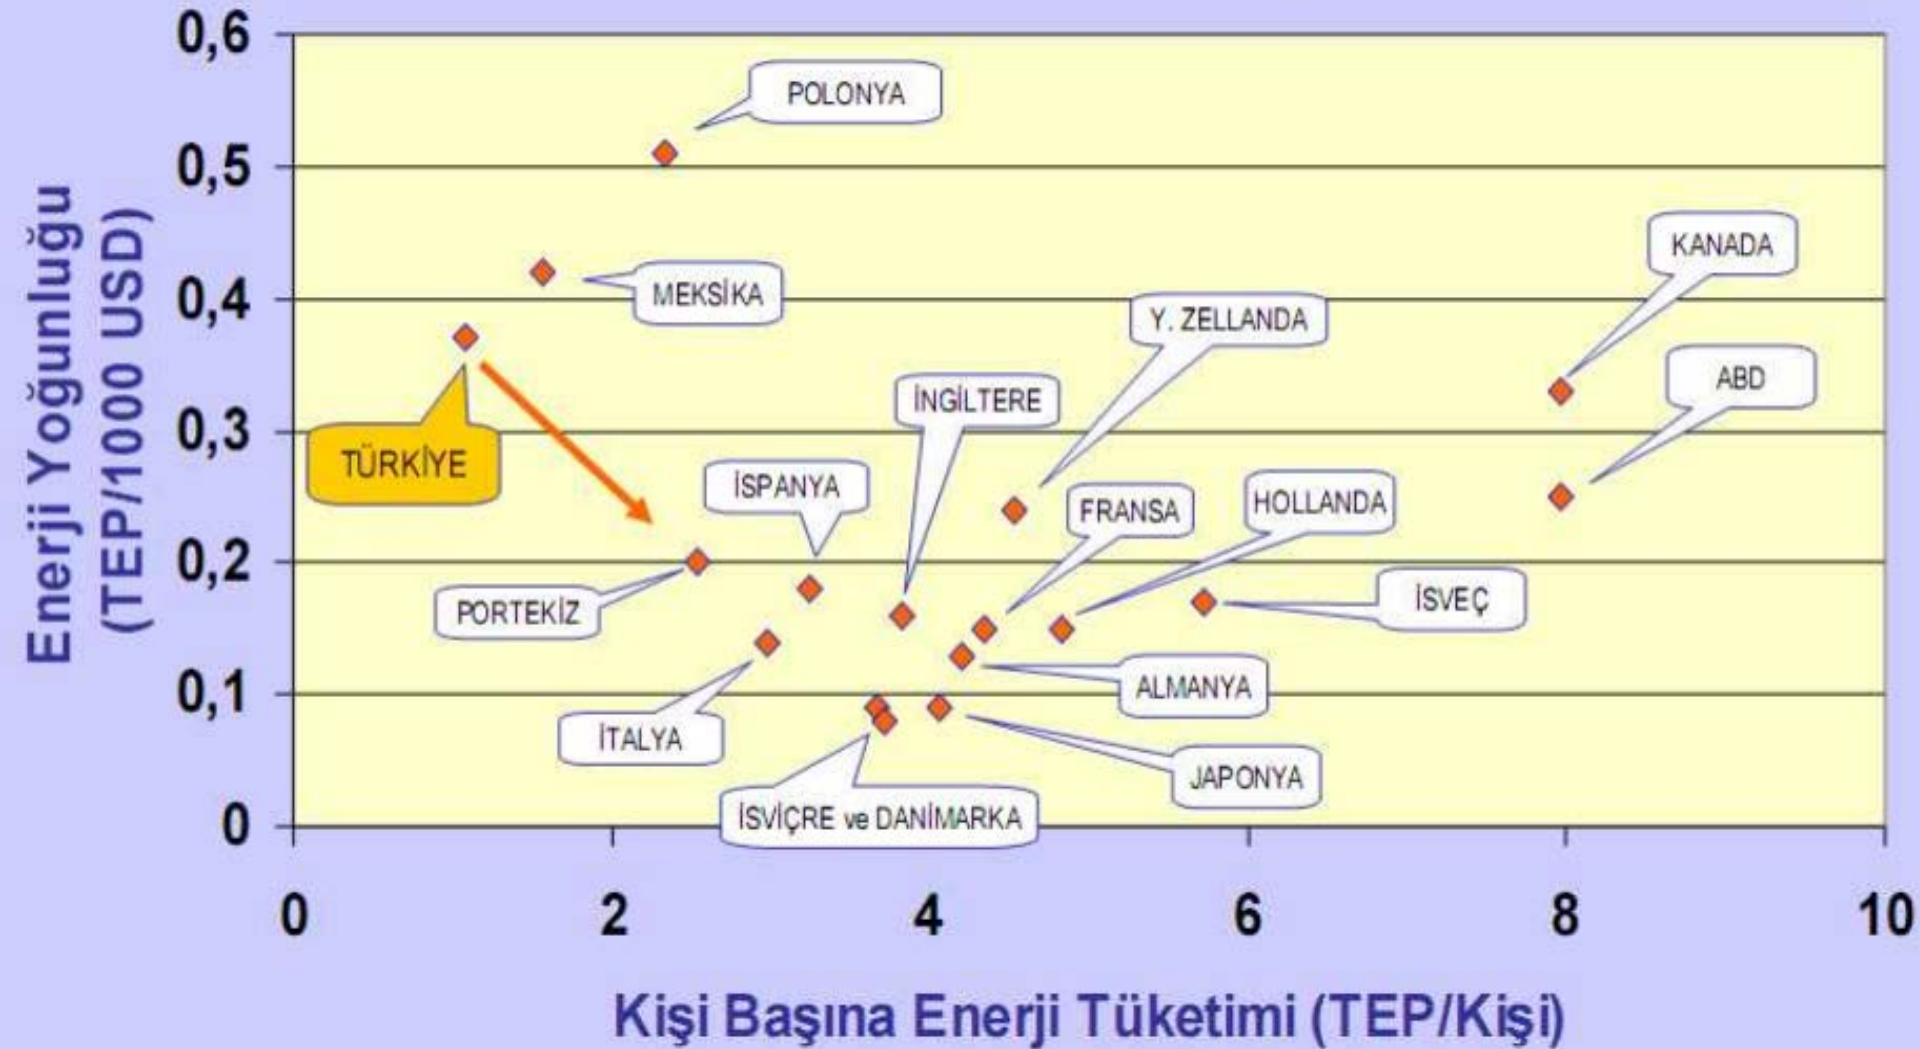 0,6
0,5
0,4
0,3
0,2
0,1
0
Enerji Yoğunluğu
(TEP/1000 USD)
POLONYA
KANADA
MEKSİKA
Y. ZELLANDA
ABD
İNGİLTERE
TÜRKİYE
İSPANYA
FRANSA
HOLLANDA
PORTEKİZ
İSVEÇ
ALMANYA
İTALYA
JAPONYA
İSVİÇRE ve DANİMARKA
0 2 4 6 8 10
Kişi Başına Enerji Tüketimi (TEP/Kişi)